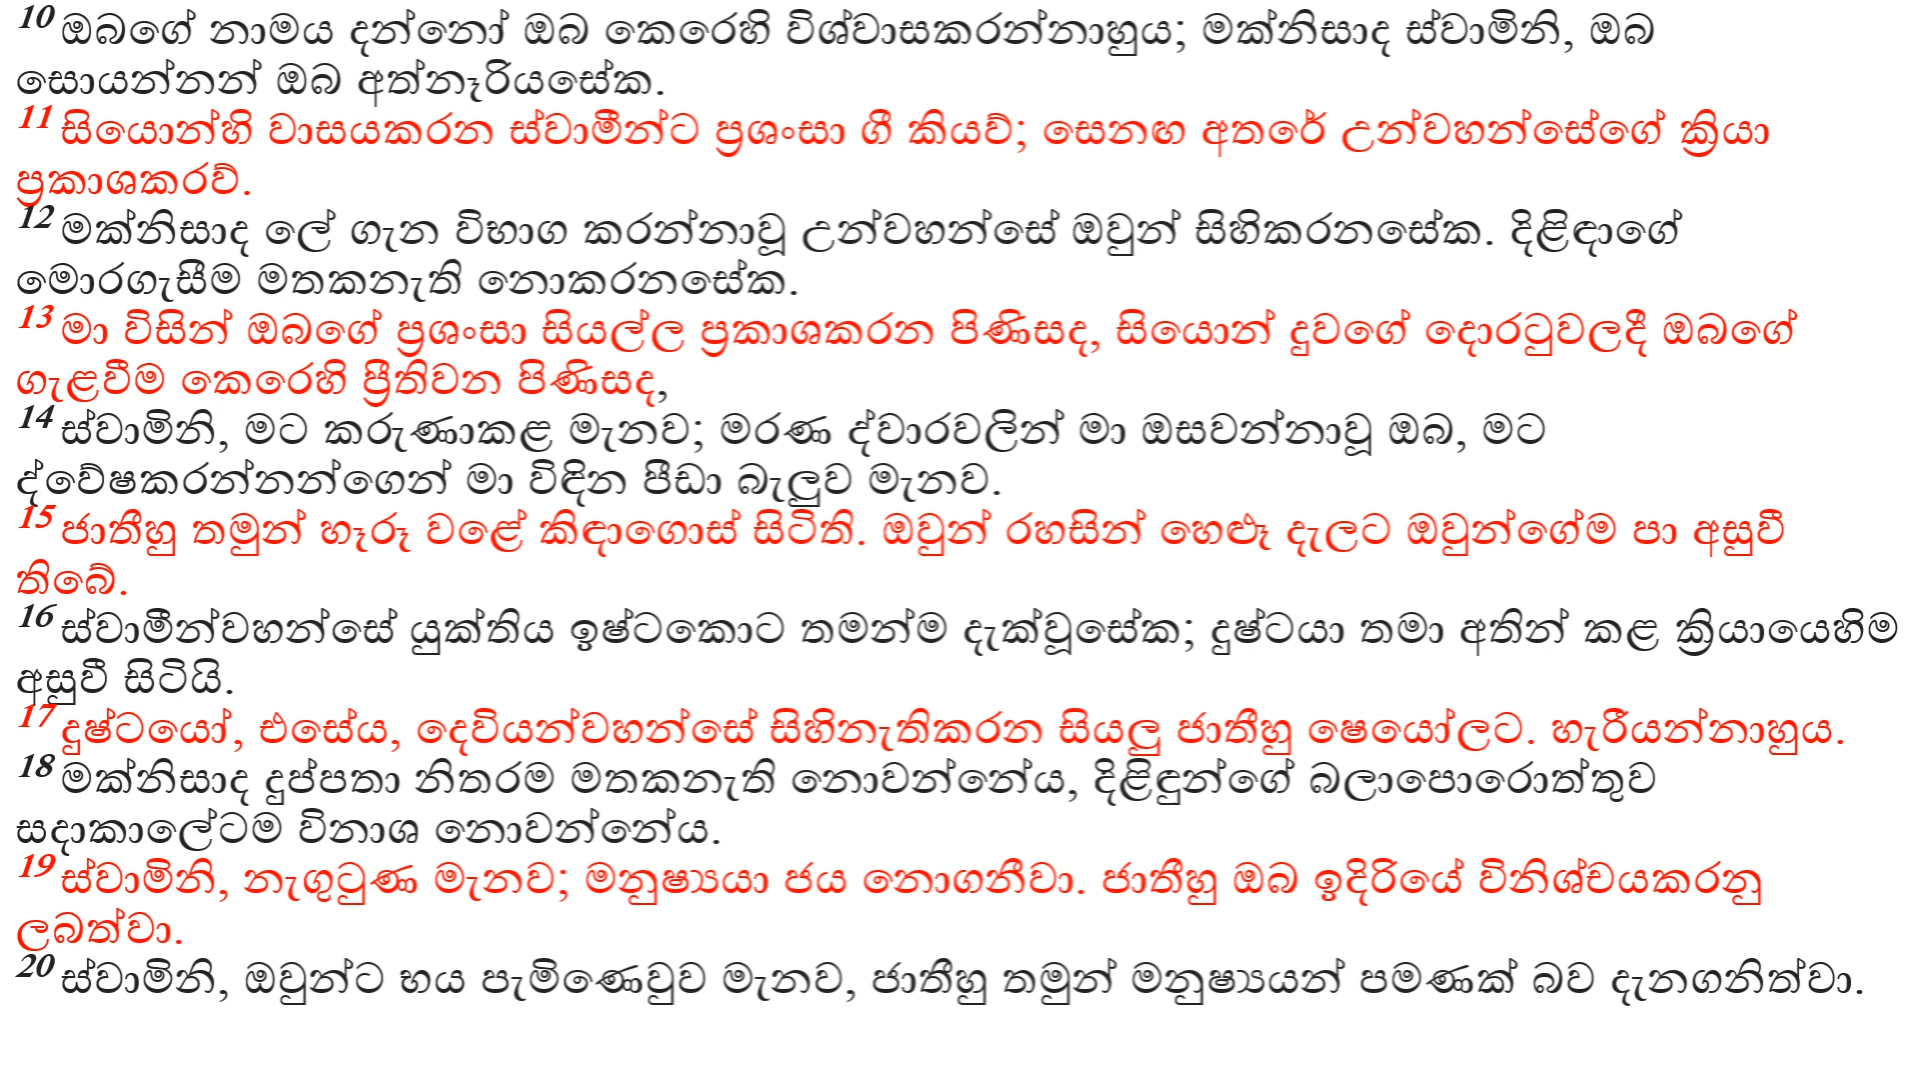 10 ඔබගේ නාමය දන්නෝ ඔබ කෙරෙහි විශ්වාසකරන්නාහුය; මක්නිසාද ස්වාමිනි, ඔබ
සොයන්නන් ඔබ අත්නෑරියසේක.
11 සියොන්හි වාසයකරන ස්වාමීන්ට ප්‍රශංසා ගී කියව්; සෙනඟ අතරේ උන්වහන්සේගේ ක්‍රියා
ප්‍රකාශකරව්.
12 මක්නිසාද ලේ ගැන විභාග කරන්නාවූ උන්වහන්සේ ඔවුන් සිහිකරනසේක. දිළිඳාගේ
මොරගැසීම මතකනැති නොකරනසේක.
13 මා විසින් ඔබගේ ප්‍රශංසා සියල්ල ප්‍රකාශකරන පිණිසද, සියොන් දුවගේ දොරටුවලදී ඔබගේ
ගැළවීම කෙරෙහි ප්‍රීතිවන පිණිසද,
14 ස්වාමිනි, මට කරුණාකළ මැනව; මරණ ද්වාරවලින් මා ඔසවන්නාවූ ඔබ, මට
ද්වේෂකරන්නන්ගෙන් මා විඳින පීඩා බැලුව මැනව.
15 ජාතීහු තමුන් හෑරූ වළේ කිඳාගොස් සිටිති. ඔවුන් රහසින් හෙළූ දැලට ඔවුන්ගේම පා අසුවී
තිබේ.
16 ස්වාමීන්වහන්සේ යුක්තිය ඉෂ්ටකොට තමන්ම දැක්වූසේක; දුෂ්ටයා තමා අතින් කළ ක්‍රියායෙහිම
අසුවී සිටියි.
17 දුෂ්ටයෝ, එසේය, දෙවියන්වහන්සේ සිහිනැතිකරන සියලු ජාතීහු ෂෙයෝලට. හැරීයන්නාහුය.
18 මක්නිසාද දුප්පතා නිතරම මතකනැති නොවන්නේය, දිළිඳුන්ගේ බලාපොරොත්තුව
සදාකාලේටම විනාශ නොවන්නේය.
19 ස්වාමිනි, නැගුටුණ මැනව; මනුෂ්‍යයා ජය නොගනීවා. ජාතීහු ඔබ ඉදිරියේ විනිශ්චයකරනු
ලබත්වා.
20 ස්වාමිනි, ඔවුන්ට භය පැමිණෙවුව මැනව, ජාතීහු තමුන් මනුෂ්‍යයන් පමණක් බව දැනගනිත්වා.